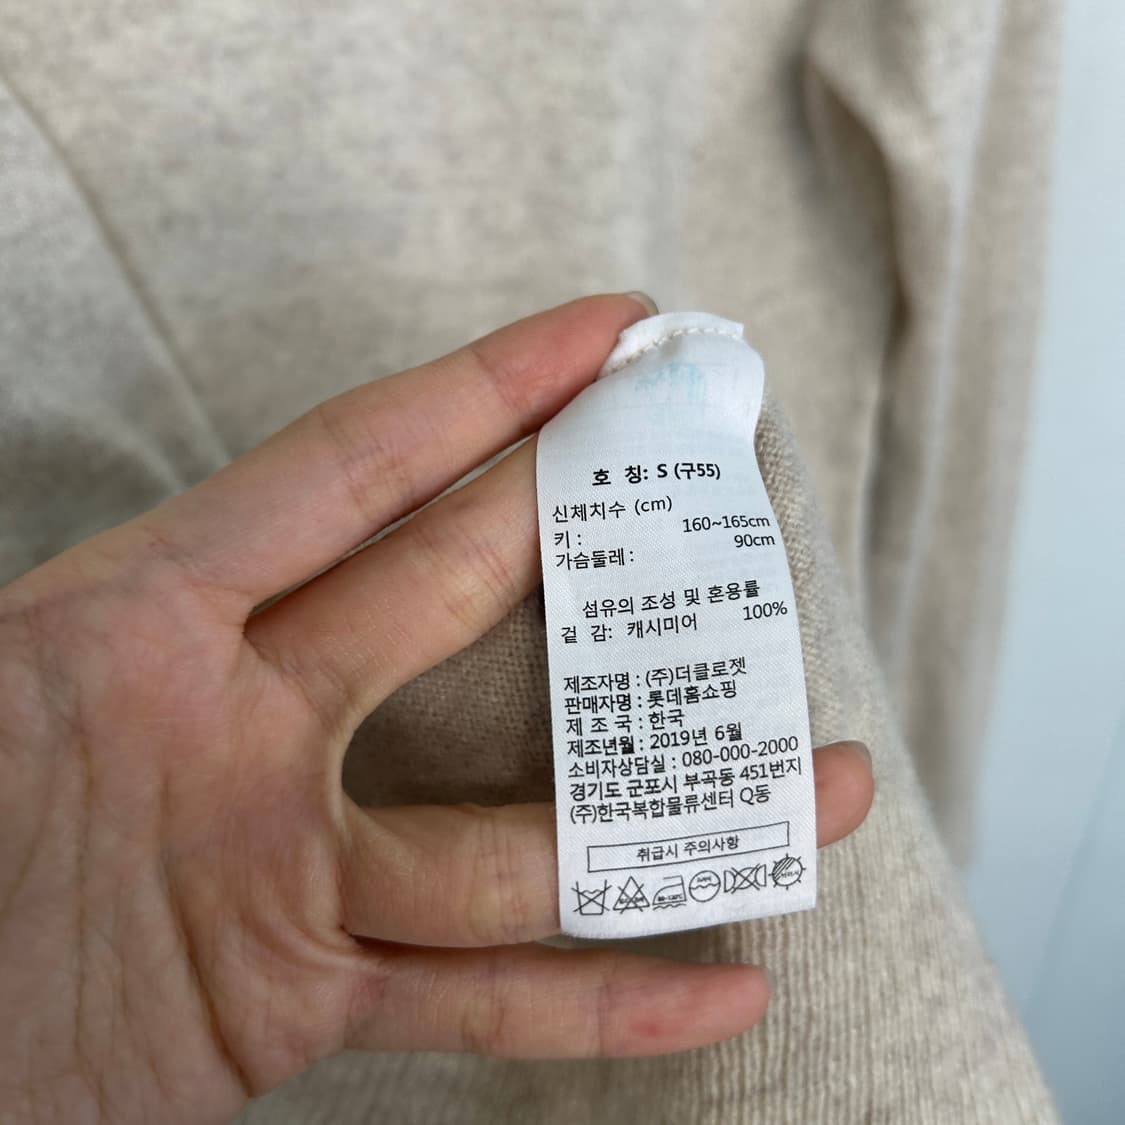 호 칭: S (구55)
신체치수 (cm)
키 : 160~165cm
가슴둘레 : 90cm
섬유의 조성 및 혼용률
겉 감: 캐시미어 100%
제조자명 : (주)더클로젯
판매자명 : 롯데홈쇼핑
제 조 국 : 한국
제조년월 : 2019년 6월
소비자상담실 : 080-000-2000
경기도 군포시 부곡동 451번지
(주)한국복합물류센터 Q동
취급시 주의사항